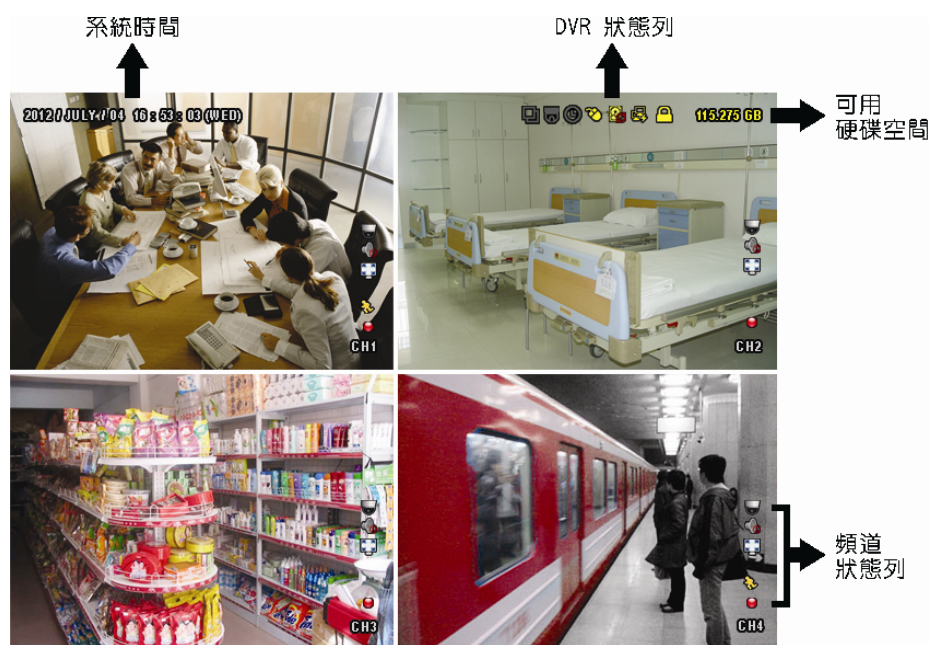 系統時間
DVR 狀態列
2012 / JULY / 04 16 : 53 : 03 (WED)
115.275 GB
可用
硬碟空間
CH1
CH2
頻道
狀態列
CH3
CH4